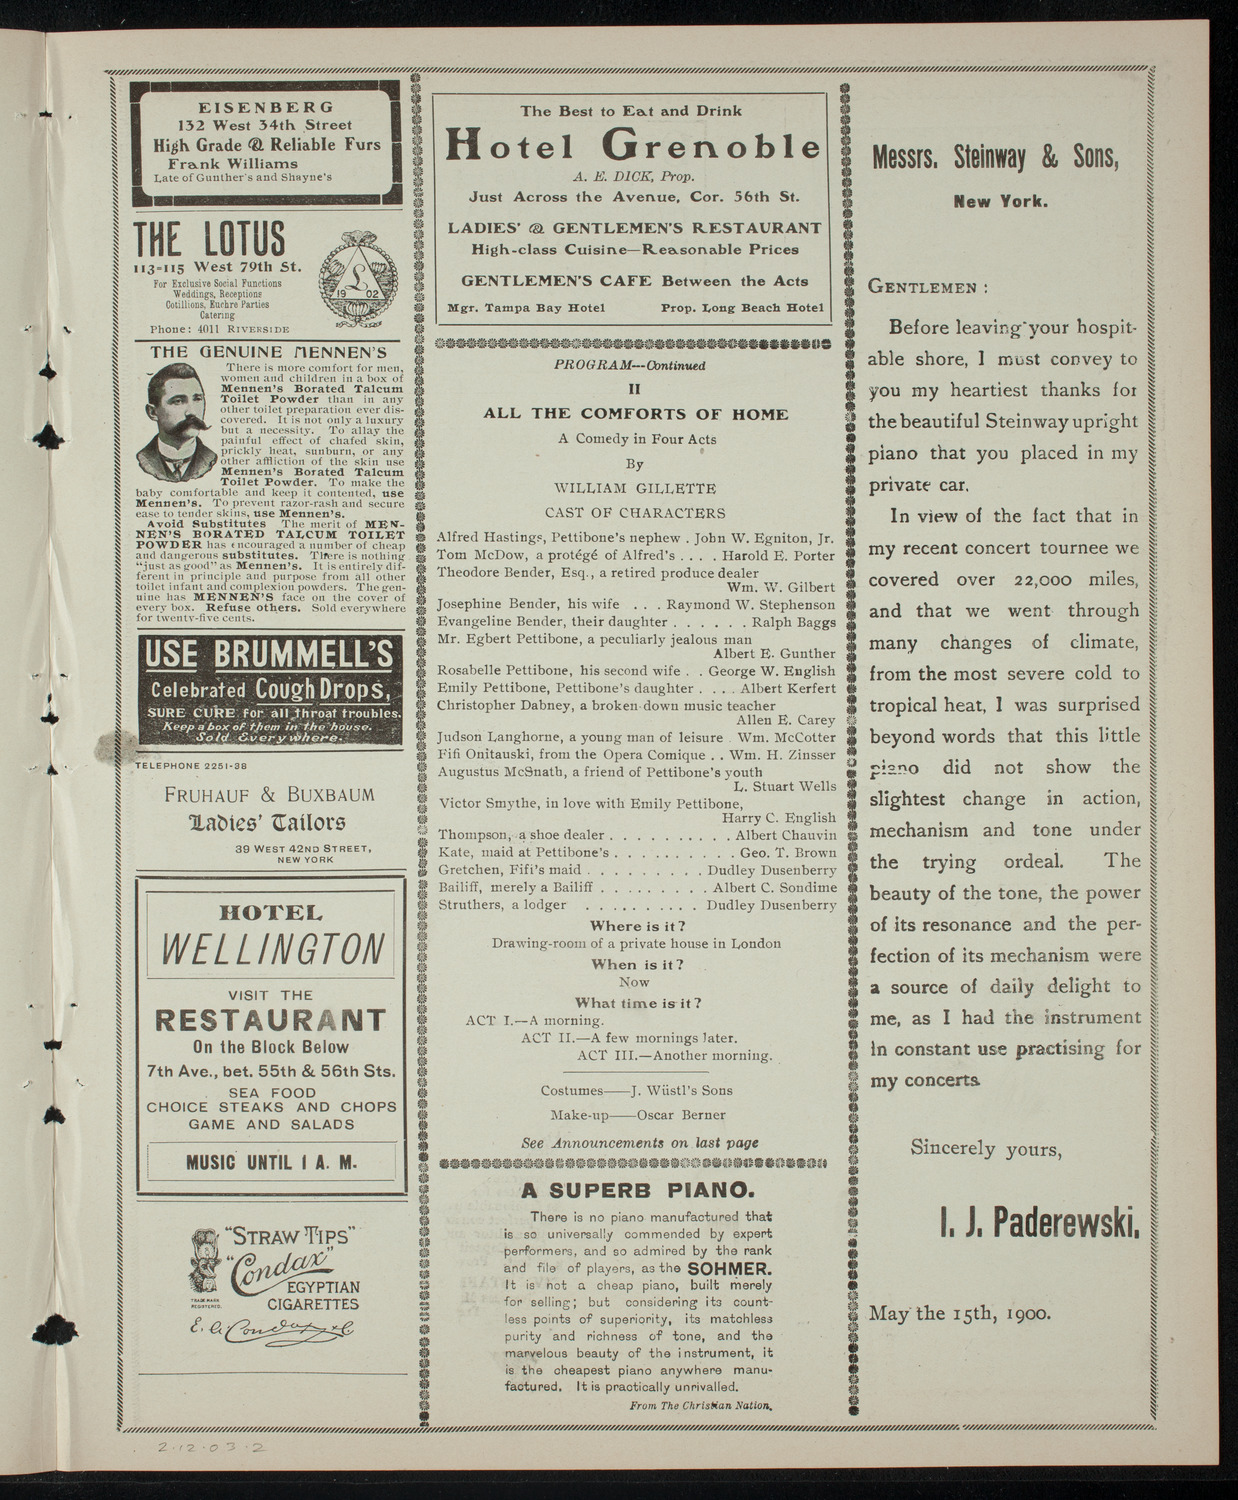 EISENBERG
132 West 34th Street
High Grade & Reliable Furs
Frank Williams
Late of Gunther's and Shayne's
THE LOTUS
113-115 West 79th St.
For Exclusive Social Functions
Weddings, Receptions
Cotillions, Euchre Parties
Catering
Phone: 4011 RIVERSIDE
L
19 02
THE GENUINE MENNEN'S
There is more comfort for men,
women and children in a box of
Mennen's Borated Talcum
Toilet Powder than in any
other toilet preparation ever dis-
covered. It is not only a luxury
but a necessity. To allay the
painful effect of chafed skin,
prickly heat, sunburn, or any
other affliction of the skin use
Mennen's Borated Talcum
Toilet Powder. To make the
baby comfortable and keep it contented, use
Mennen's. To prevent razor-rash and secure
ease to tender skins, use Mennen's.
Avoid Substitutes The merit of MEN-
NEN'S BORATED TALCUM TOILET
POWDER has encouraged a number of cheap
and dangerous substitutes. There is nothing
"just as good" as Mennen's. It is entirely dif-
ferent in principle and purpose from all other
toilet infant and complexion powders. The gen-
uine has MENNEN'S face on the cover of
every box. Refuse others. Sold everywhere
for twenty-five cents.
USE BRUMMELL'S
Celebrated Cough Drops,
SURE CURE for all throat troubles.
Keep a box of them in the house.
Sold Everywhere.
TELEPHONE 2251-38
FRUHAUF & BUXBAUM
Ladies' Tailors
39 WEST 42ND STREET,
NEW YORK
HOTEL
WELLINGTON
VISIT THE
RESTAURANT
On the Block Below
7th Ave., bet. 55th & 56th Sts.
SEA FOOD
CHOICE STEAKS AND CHOPS
GAME AND SALADS
MUSIC UNTIL 1 A. M.
"STRAW TIPS"
"Condax"
EGYPTIAN
CIGARETTES
TRADE MARK
REGISTERED.
2·12·03·2
The Best to Eat and Drink
Hotel Grenoble
A. E. DICK, Prop.
Just Across the Avenue, Cor. 56th St.
LADIES' & GENTLEMEN'S RESTAURANT
High-class Cuisine—Reasonable Prices
GENTLEMEN'S CAFE Between the Acts
Mgr. Tampa Bay Hotel Prop. Long Beach Hotel
PROGRAM---Continued
II
ALL THE COMFORTS OF HOME
A Comedy in Four Acts
By
WILLIAM GILLETTE
CAST OF CHARACTERS
Alfred Hastings, Pettibone's nephew . John W. Egniton, Jr.
Tom McDow, a protégé of Alfred's . . . . Harold E. Porter
Theodore Bender, Esq., a retired produce dealer
Wm. W. Gilbert
Josephine Bender, his wife . . . Raymond W. Stephenson
Evangeline Bender, their daughter . . . . . . Ralph Baggs
Mr. Egbert Pettibone, a peculiarly jealous man
Albert E. Gunther
Rosabelle Pettibone, his second wife . . George W. English
Emily Pettibone, Pettibone's daughter . . . . Albert Kerfert
Christopher Dabney, a broken-down music teacher
Allen E. Carey
Judson Langhorne, a young man of leisure . Wm. McCotter
Fifi Onitauski, from the Opera Comique . . Wm. H. Zinsser
Augustus McSnath, a friend of Pettibone's youth
L. Stuart Wells
Victor Smythe, in love with Emily Pettibone,
Harry C. English
Thompson, a shoe dealer . . . . . . . . . . Albert Chauvin
Kate, maid at Pettibone's . . . . . . . . . . Geo. T. Brown
Gretchen, Fifi's maid . . . . . . . . . Dudley Dusenberry
Bailiff, merely a Bailiff . . . . . . . . . Albert C. Sondime
Struthers, a lodger . . . . . . . . . . Dudley Dusenberry
Where is it?
Drawing-room of a private house in London
When is it?
Now
What time is it?
ACT I.—A morning.
ACT II.—A few mornings later.
ACT III.—Another morning.
Costumes——J. Wüstl's Sons
Make-up——Oscar Berner
See Announcements on last page
A SUPERB PIANO.
There is no piano manufactured that
is so universally commended by expert
performers, and so admired by the rank
and file of players, as the SOHMER.
It is not a cheap piano, built merely
for selling; but considering its count-
less points of superiority, its matchless
purity and richness of tone, and the
marvelous beauty of the instrument, it
is the cheapest piano anywhere manu-
factured. It is practically unrivalled.
From The Christian Nation.
Messrs. Steinway & Sons,
New York.
GENTLEMEN :
Before leaving your hospit-
able shore, I must convey to
you my heartiest thanks for
the beautiful Steinway upright
piano that you placed in my
private car.
In view of the fact that in
my recent concert tournee we
covered over 22,000 miles,
and that we went through
many changes of climate,
from the most severe cold to
tropical heat, I was surprised
beyond words that this little
piano did not show the
slightest change in action,
mechanism and tone under
the trying ordeal. The
beauty of the tone, the power
of its resonance and the per-
fection of its mechanism were
a source of daily delight to
me, as I had the instrument
in constant use practising for
my concerts.
Sincerely yours,
I. J. Paderewski.
May the 15th, 1900.